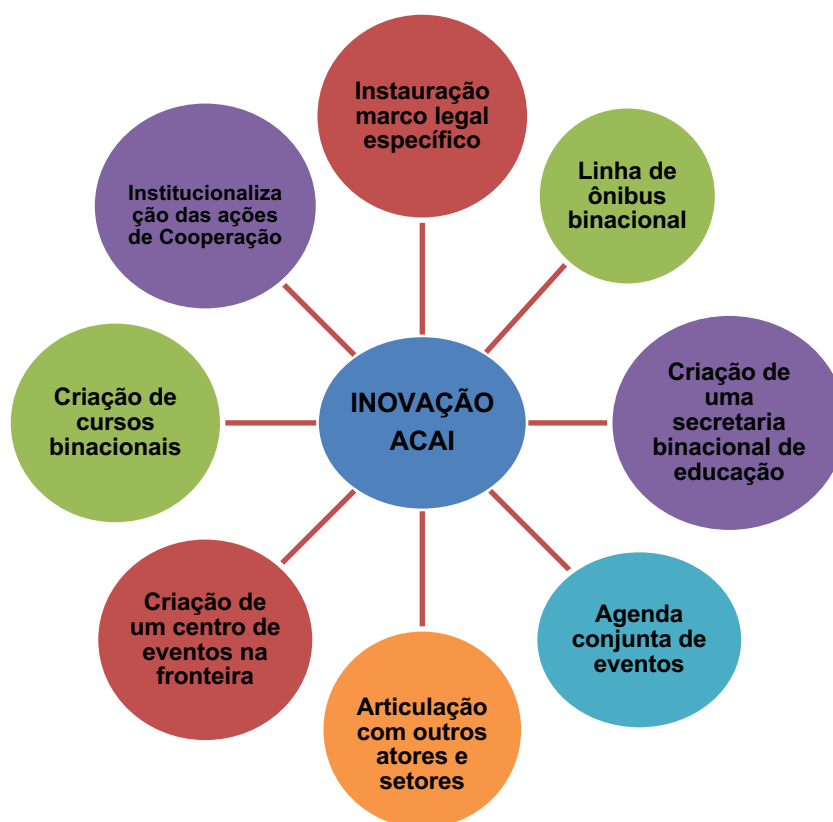 Instauração
marco legal
específico
Linha de
ônibus
binacional
Criação de
uma
secretaria
binacional de
educação
Agenda
conjunta de
eventos
Articulação
com outros
atores e
setores
Criação de
um centro de
eventos na
fronteira
Criação de
cursos
binacionais
Institucionaliza
ção das ações
de Cooperação
INOVAÇÃO
ACAI